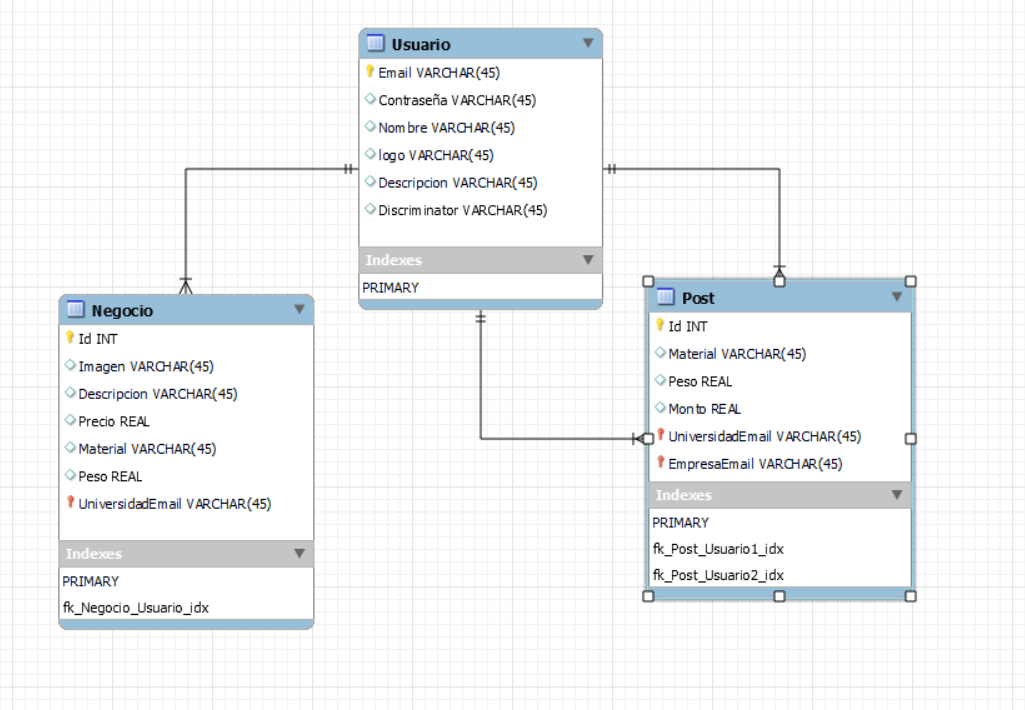 Usuario
Email VARCHAR(45)
Contraseña VARCHAR(45)
Nombre VARCHAR(45)
logo VARCHAR(45)
Descripcion VARCHAR(45)
Discriminator VARCHAR(45)
Indexes
PRIMARY
Negocio
Id INT
Imagen VARCHAR(45)
Descripcion VARCHAR(45)
Precio REAL
Material VARCHAR(45)
Peso REAL
UniversidadEmail VARCHAR(45)
Indexes
PRIMARY
fk_Negocio_Usuario_idx
Post
Id INT
Material VARCHAR(45)
Peso REAL
Monto REAL
UniversidadEmail VARCHAR(45)
EmpresaEmail VARCHAR(45)
Indexes
PRIMARY
fk_Post_Usuario1_idx
fk_Post_Usuario2_idx